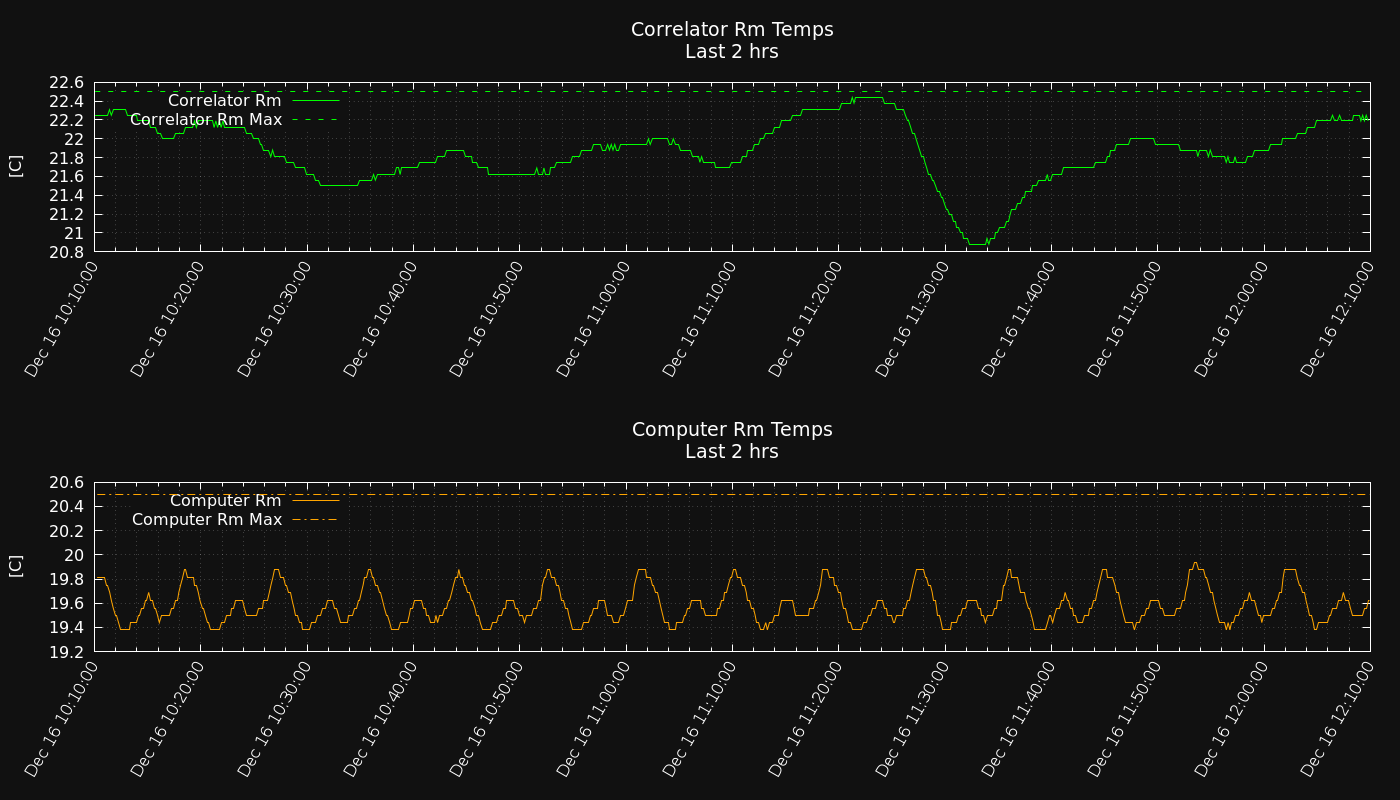 Correlator Rm Temps
Last 2 hrs
22.6
22.4
22.2
22
21.8
21.6
21.4
21.2
21
20.8
[C]
Correlator Rm
Correlator Rm Max
Dec 16 10:10:00
Dec 16 10:20:00
Dec 16 10:30:00
Dec 16 10:40:00
Dec 16 10:50:00
Dec 16 11:00:00
Dec 16 11:10:00
Dec 16 11:20:00
Dec 16 11:30:00
Dec 16 11:40:00
Dec 16 11:50:00
Dec 16 12:00:00
Dec 16 12:10:00
Computer Rm Temps
Last 2 hrs
20.6
20.4
20.2
20
19.8
19.6
19.4
19.2
[C]
Computer Rm
Computer Rm Max
Dec 16 10:10:00
Dec 16 10:20:00
Dec 16 10:30:00
Dec 16 10:40:00
Dec 16 10:50:00
Dec 16 11:00:00
Dec 16 11:10:00
Dec 16 11:20:00
Dec 16 11:30:00
Dec 16 11:40:00
Dec 16 11:50:00
Dec 16 12:00:00
Dec 16 12:10:00